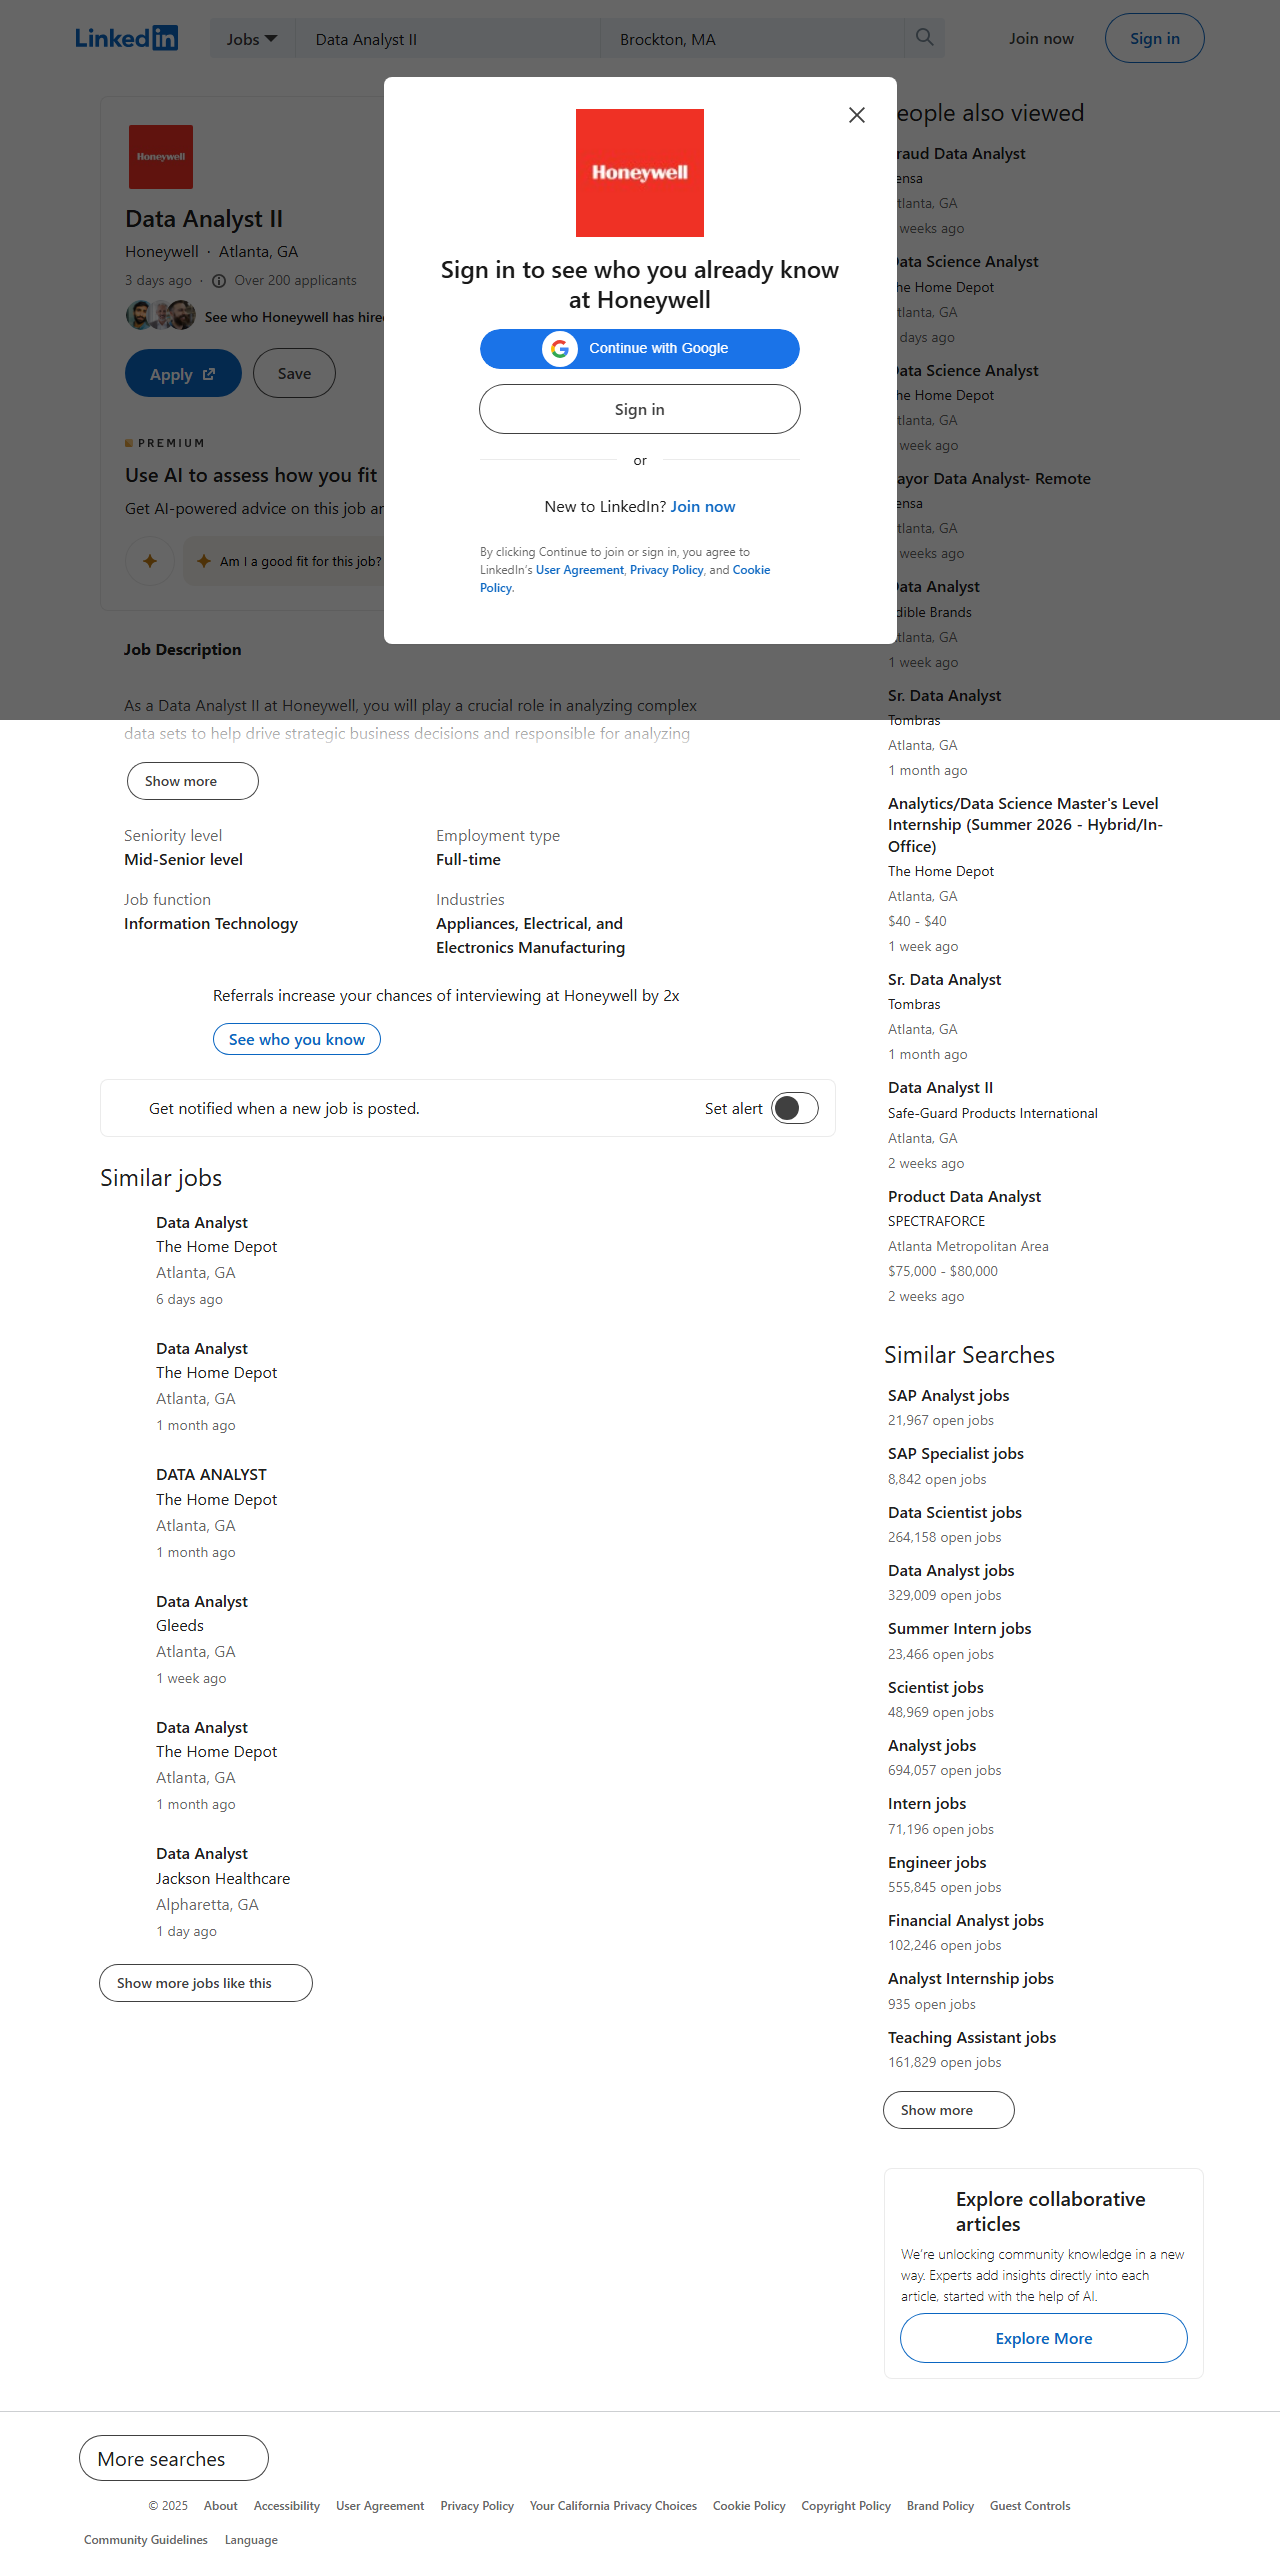 LinkedIn
Jobs
Data Analyst II
Brockton, MA
Join now
Sign in
Honeywell
Data Analyst II
Honeywell · Atlanta, GA
3 days ago · Over 200 applicants
See who Honeywell has hire
Apply
Save
PREMIUM
Use AI to assess how you fit
Get AI-powered advice on this job
Am I a good fit for this job?
Honeywell
Sign in to see who you already know
at Honeywell
Continue with Google
Sign in
or
New to LinkedIn? Join now
By clicking Continue to join or sign in, you agree to
LinkedIn's User Agreement, Privacy Policy, and Cookie
Policy.
Job Description
As a Data Analyst II at Honeywell, you will play a crucial role in analyzing complex
data sets to help drive strategic business decisions and responsible for analyzing
Show more
Seniority level
Mid-Senior level
Employment type
Full-time
Job function
Information Technology
Industries
Appliances, Electrical, and
Electronics Manufacturing
Referrals increase your chances of interviewing at Honeywell by 2x
See who you know
Get notified when a new job is posted.
Set alert
Similar jobs
Data Analyst
The Home Depot
Atlanta, GA
6 days ago
Data Analyst
The Home Depot
Atlanta, GA
1 month ago
DATA ANALYST
The Home Depot
Atlanta, GA
1 month ago
Data Analyst
Gleeds
Atlanta, GA
1 week ago
Data Analyst
The Home Depot
Atlanta, GA
1 month ago
Data Analyst
Jackson Healthcare
Alpharetta, GA
1 day ago
Show more jobs like this
eople also viewed
raud Data Analyst
ensa
tlanta, GA
weeks ago
ata Science Analyst
he Home Depot
tlanta, GA
days ago
ata Science Analyst
he Home Depot
tlanta, GA
week ago
ayor Data Analyst- Remote
ensa
tlanta, GA
weeks ago
ata Analyst
dible Brands
tlanta, GA
1 week ago
Sr. Data Analyst
Tombras
Atlanta, GA
1 month ago
Analytics/Data Science Master's Level
Internship (Summer 2026 - Hybrid/In-
Office)
The Home Depot
Atlanta, GA
$40 - $40
1 week ago
Sr. Data Analyst
Tombras
Atlanta, GA
1 month ago
Data Analyst II
Safe-Guard Products International
Atlanta, GA
2 weeks ago
Product Data Analyst
SPECTRAFORCE
Atlanta Metropolitan Area
$75,000 - $80,000
2 weeks ago
Similar Searches
SAP Analyst jobs
21,967 open jobs
SAP Specialist jobs
8,842 open jobs
Data Scientist jobs
264,158 open jobs
Data Analyst jobs
329,009 open jobs
Summer Intern jobs
23,466 open jobs
Scientist jobs
48,969 open jobs
Analyst jobs
694,057 open jobs
Intern jobs
71,196 open jobs
Engineer jobs
555,845 open jobs
Financial Analyst jobs
102,246 open jobs
Analyst Internship jobs
935 open jobs
Teaching Assistant jobs
161,829 open jobs
Show more
Explore collaborative
articles
We're unlocking community knowledge in a new
way. Experts add insights directly into each
article, started with the help of AI.
Explore More
More searches
© 2025 About Accessibility User Agreement Privacy Policy Your California Privacy Choices Cookie Policy Copyright Policy Brand Policy Guest Controls
Community Guidelines Language